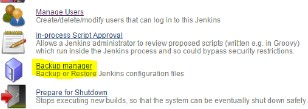 Manage Users
Create/delete/modify users that can log in to this Jenkins
In-process Script Approval
Allows a Jenkins administrator to review proposed scripts (written e.g. in Groovy)
which run inside the Jenkins process and so could bypass security restrictions.
Backup manager
Backup or Restore Jenkins configuration files
Prepare for Shutdown
Stops executing new builds, so that the system can be eventually shut down safely.